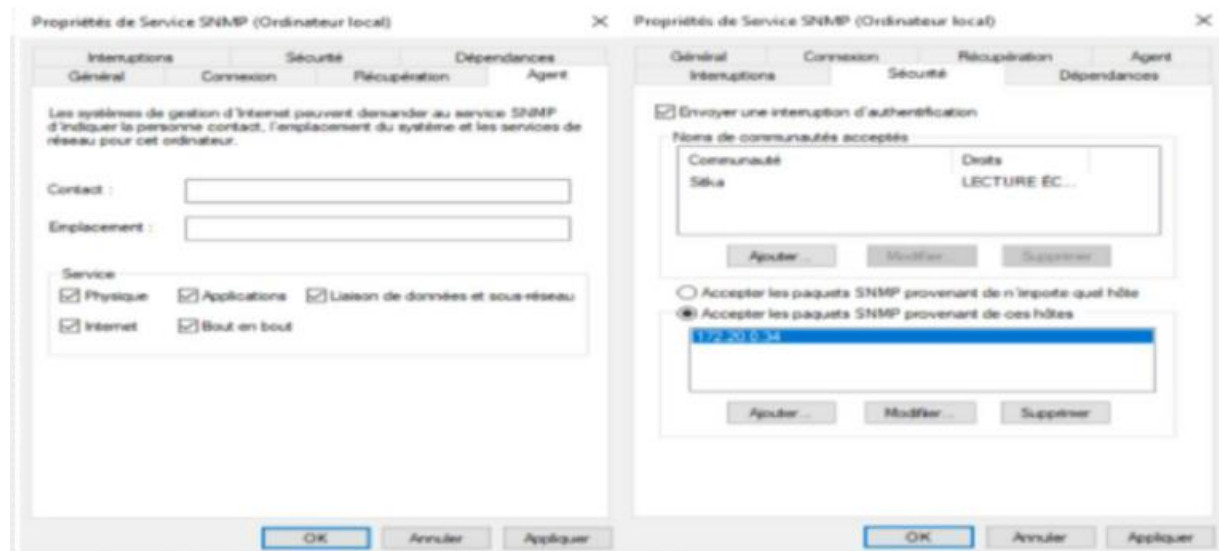 Propriétés de Service SNMP (Ordinateur local)
Interruptions Sécurité Dépendances
Général Connexion Récupération Agent
Les systèmes de gestion d'Internet peuvent demander au service SNMP
d'indiquer la personne contact, l'emplacement du système et les services de
réseau pour cet ordinateur.
Contact :
Emplacement :
Service
Physique Applications Liaison de données et sous-réseau
Internet Bout en bout
OK Annuler Appliquer
Propriétés de Service SNMP (Ordinateur local)
Général Connexion Récupération Agent
Interruptions Sécurité Dépendances
Envoyer une interruption d'authentification
Noms de communautés acceptés
Communauté Droits
Sitka LECTURE ÉC...
Ajouter... Modifier... Supprimer
Accepter les paquets SNMP provenant de n'importe quel hôte
Accepter les paquets SNMP provenant de ces hôtes
172.20.0.34
Ajouter... Modifier... Supprimer
OK Annuler Appliquer